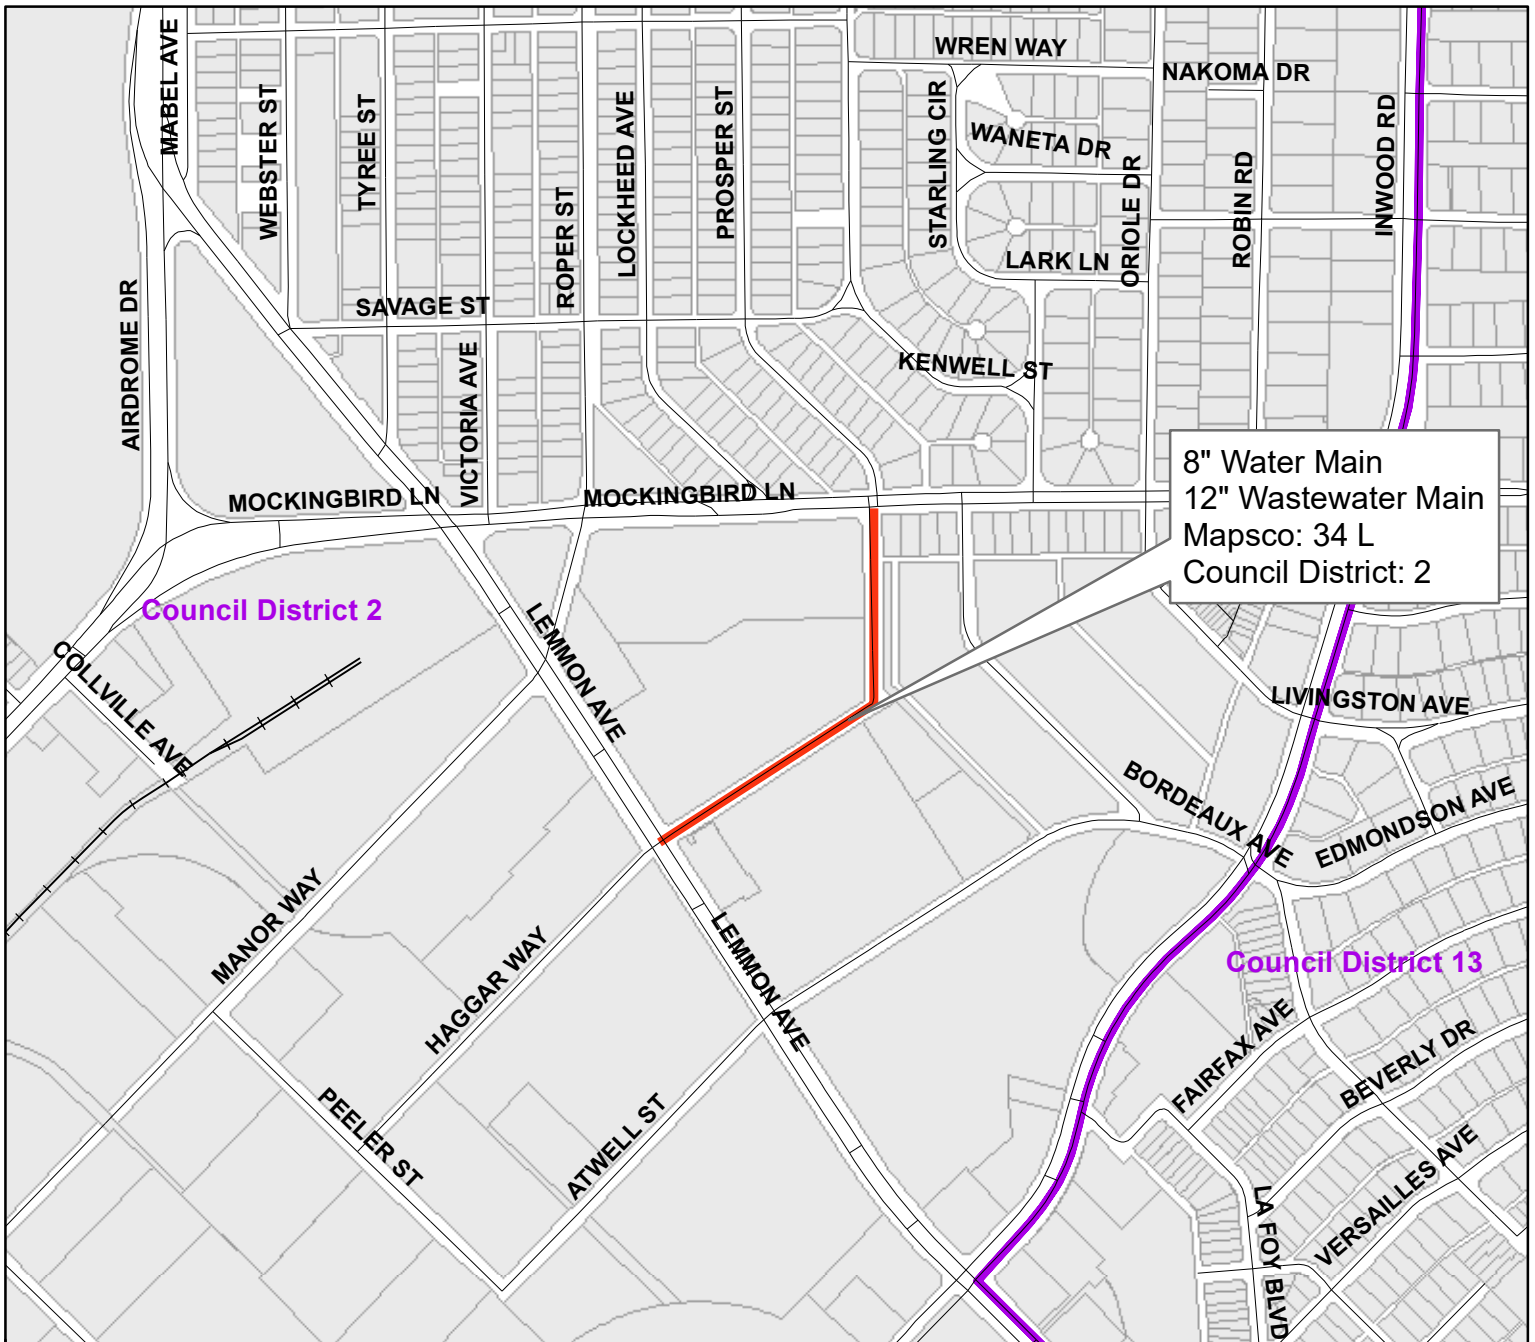 WREN WAY
NAKOMA DR
MABEL AVE
WEBSTER ST
TYREE ST
LOCKHEED AVE
PROSPER ST
STARLING CIR
WANETA DR
INWOOD RD
ROPER ST
ORIOLE DR
ROBIN RD
LARK LN
AIRDROME DR
SAVAGE ST
VICTORIA AVE
KENWELL ST
MOCKINGBIRD LN
MOCKINGBIRD LN
8" Water Main
12" Wastewater Main
Mapsco: 34 L
Council District: 2
Council District 2
COLLVILLE AVE
LEMMON AVE
LIVINGSTON AVE
BORDEAUX AVE
EDMONDSON AVE
MANOR WAY
HAGGAR WAY
LEMMON AVE
Council District 13
FAIRFAX AVE
BEVERLY DR
PEELER ST
ATWELL ST
VERSAILLES AVE
LA FOY BLVD